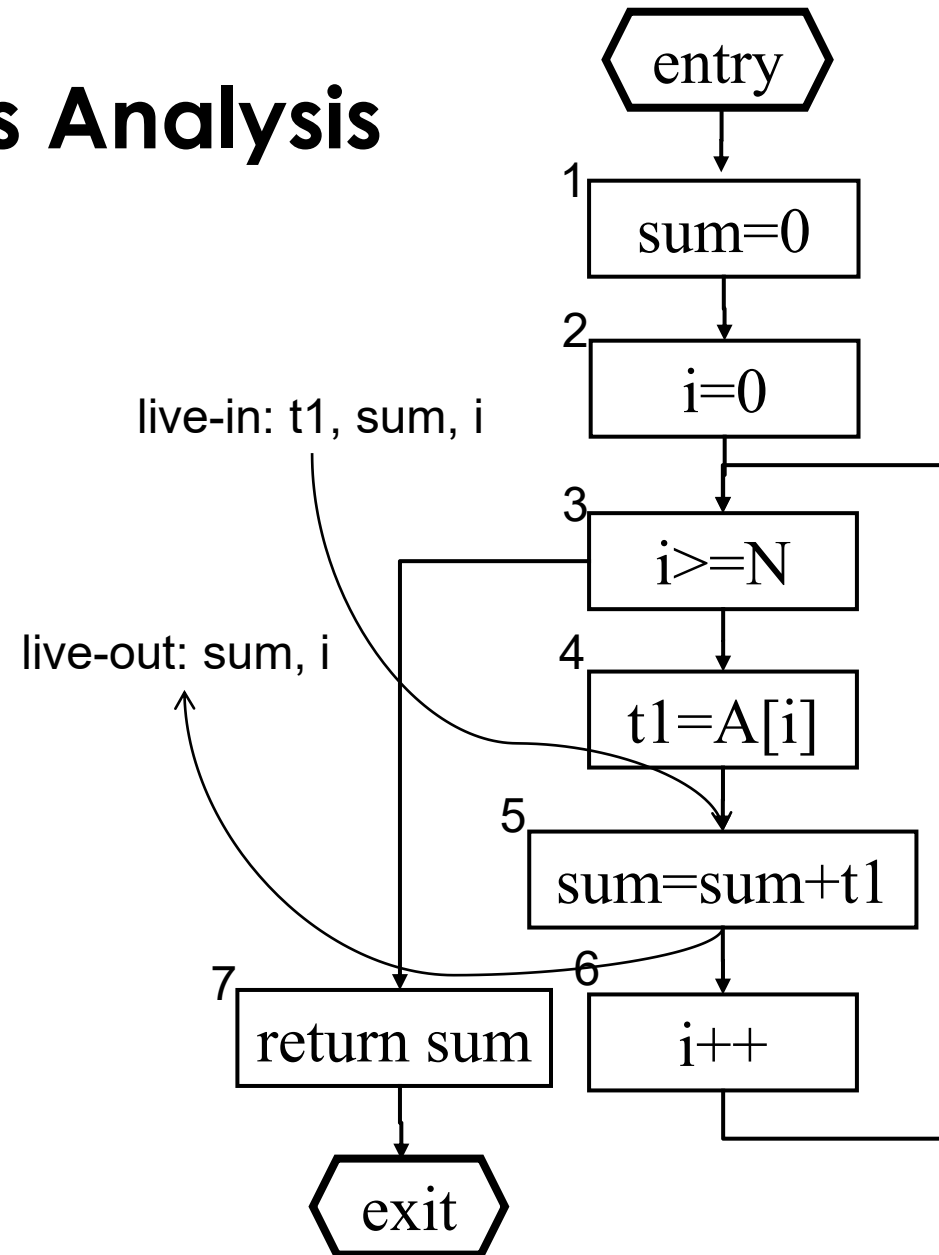 s Analysis
entry
1
sum=0
2
i=0
live-in: t1, sum, i
3
i>=N
live-out: sum, i
4
t1=A[i]
5
sum=sum+t1
6
i++
7
return sum
exit